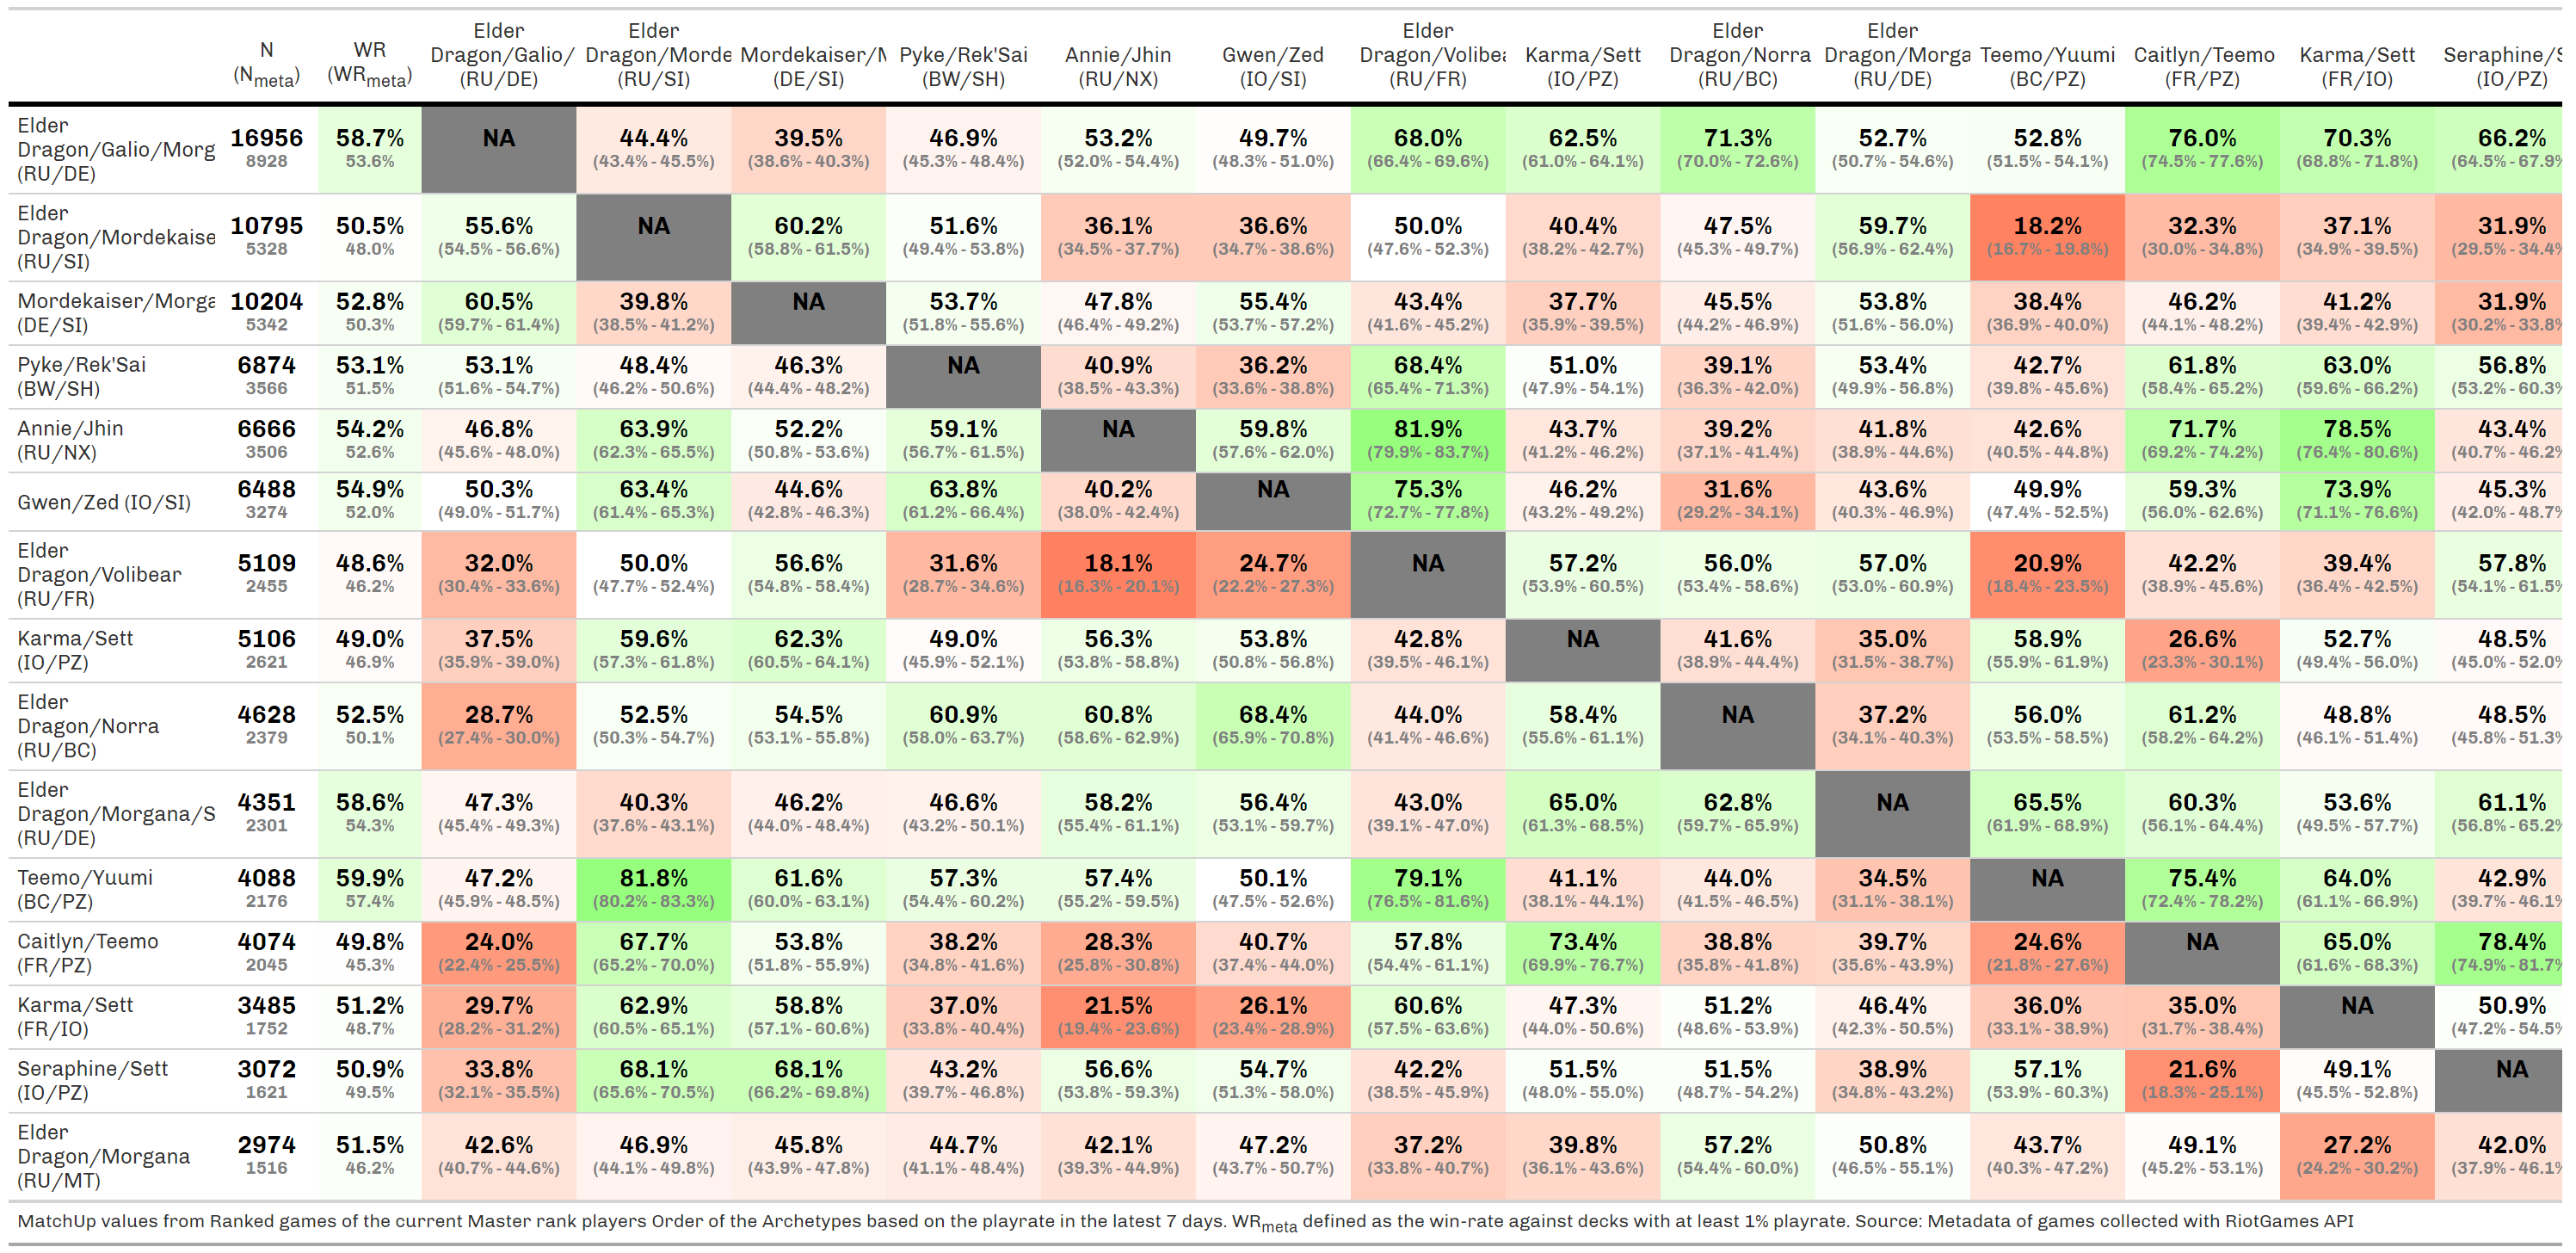 Elder Elder Elder Elder Elder
N WR Dragon/Galio/ Dragon/Morde Mordekaiser/M Pyke/Rek'Sai Annie/Jhin Gwen/Zed Dragon/Volibea Karma/Sett Dragon/Norra Dragon/Morga Teemo/Yuumi Caitlyn/Teemo Karma/Sett Seraphine/S
(Nmeta) (WRmeta) (RU/DE) (RU/SI) (DE/SI) (BW/SH) (RU/NX) (IO/SI) (RU/FR) (IO/PZ) (RU/BC) (RU/DE) (BC/PZ) (FR/PZ) (FR/IO) (IO/PZ)
Elder
Dragon/Galio/Morg 16956 58.7% NA 44.4% 39.5% 46.9% 53.2% 49.7% 68.0% 62.5% 71.3% 52.7% 52.8% 76.0% 70.3% 66.2%
(RU/DE) 8928 53.6% (43.4% - 45.5%) (38.6% - 40.3%) (45.3% - 48.4%) (52.0% - 54.4%) (48.3% - 51.0%) (66.4% - 69.6%) (61.0% - 64.1%) (70.0% - 72.6%) (50.7% - 54.6%) (51.5% - 54.1%) (74.5% - 77.6%) (68.8% - 71.8%) (64.5% - 67.9%
Elder
Dragon/Mordekaise 10795 50.5% 55.6% NA 60.2% 51.6% 36.1% 36.6% 50.0% 40.4% 47.5% 59.7% 18.2% 32.3% 37.1% 31.9%
(RU/SI) 5328 48.0% (54.5% - 56.6%) (58.8% - 61.5%) (49.4% - 53.8%) (34.5% - 37.7%) (34.7% - 38.6%) (47.6% - 52.3%) (38.2% - 42.7%) (45.3% - 49.7%) (56.9% - 62.4%) (16.7% - 19.8%) (30.0% - 34.8%) (34.9% - 39.5%) (29.5% - 34.4%
Mordekaiser/Morga 10204 52.8% 60.5% 39.8% NA 53.7% 47.8% 55.4% 43.4% 37.7% 45.5% 53.8% 38.4% 46.2% 41.2% 31.9%
(DE/SI) 5342 50.3% (59.7% - 61.4%) (38.5% - 41.2%) (51.8% - 55.6%) (46.4% - 49.2%) (53.7% - 57.2%) (41.6% - 45.2%) (35.9% - 39.5%) (44.2% - 46.9%) (51.6% - 56.0%) (36.9% - 40.0%) (44.1% - 48.2%) (39.4% - 42.9%) (30.2% - 33.8%
Pyke/Rek'Sai 6874 53.1% 53.1% 48.4% 46.3% NA 40.9% 36.2% 68.4% 51.0% 39.1% 53.4% 42.7% 61.8% 63.0% 56.8%
(BW/SH) 3566 51.5% (51.6% - 54.7%) (46.2% - 50.6%) (44.4% - 48.2%) (38.5% - 43.3%) (33.6% - 38.8%) (65.4% - 71.3%) (47.9% - 54.1%) (36.3% - 42.0%) (49.9% - 56.8%) (39.8% - 45.6%) (58.4% - 65.2%) (59.6% - 66.2%) (53.2% - 60.3%
Annie/Jhin 6666 54.2% 46.8% 63.9% 52.2% 59.1% NA 59.8% 81.9% 43.7% 39.2% 41.8% 42.6% 71.7% 78.5% 43.4%
(RU/NX) 3506 52.6% (45.6% - 48.0%) (62.3% - 65.5%) (50.8% - 53.6%) (56.7% - 61.5%) (57.6% - 62.0%) (79.9% - 83.7%) (41.2% - 46.2%) (37.1% - 41.4%) (38.9% - 44.6%) (40.5% - 44.8%) (69.2% - 74.2%) (76.4% - 80.6%) (40.7% - 46.2%
Gwen/Zed (IO/SI) 6488 54.9% 50.3% 63.4% 44.6% 63.8% 40.2% NA 75.3% 46.2% 31.6% 43.6% 49.9% 59.3% 73.9% 45.3%
3274 52.0% (49.0% - 51.7%) (61.4% - 65.3%) (42.8% - 46.3%) (61.2% - 66.4%) (38.0% - 42.4%) (72.7% - 77.8%) (43.2% - 49.2%) (29.2% - 34.1%) (40.3% - 46.9%) (47.4% - 52.5%) (56.0% - 62.6%) (71.1% - 76.6%) (42.0% - 48.7%
Elder
Dragon/Volibear 5109 48.6% 32.0% 50.0% 56.6% 31.6% 18.1% 24.7% NA 57.2% 56.0% 57.0% 20.9% 42.2% 39.4% 57.8%
(RU/FR) 2455 46.2% (30.4% - 33.6%) (47.7% - 52.4%) (54.8% - 58.4%) (28.7% - 34.6%) (16.3% - 20.1%) (22.2% - 27.3%) (53.9% - 60.5%) (53.4% - 58.6%) (53.0% - 60.9%) (18.4% - 23.5%) (38.9% - 45.6%) (36.4% - 42.5%) (54.1% - 61.5%
Karma/Sett 5106 49.0% 37.5% 59.6% 62.3% 49.0% 56.3% 53.8% 42.8% NA 41.6% 35.0% 58.9% 26.6% 52.7% 48.5%
(IO/PZ) 2621 46.9% (35.9% - 39.0%) (57.3% - 61.8%) (60.5% - 64.1%) (45.9% - 52.1%) (53.8% - 58.8%) (50.8% - 56.8%) (39.5% - 46.1%) (38.9% - 44.4%) (31.5% - 38.7%) (55.9% - 61.9%) (23.3% - 30.1%) (49.4% - 56.0%) (45.0% - 52.0%
Elder
Dragon/Norra 4628 52.5% 28.7% 52.5% 54.5% 60.9% 60.8% 68.4% 44.0% 58.4% NA 37.2% 56.0% 61.2% 48.8% 48.5%
(RU/BC) 2379 50.1% (27.4% - 30.0%) (50.3% - 54.7%) (53.1% - 55.8%) (58.0% - 63.7%) (58.6% - 62.9%) (65.9% - 70.8%) (41.4% - 46.6%) (55.6% - 61.1%) (34.1% - 40.3%) (53.5% - 58.5%) (58.2% - 64.2%) (46.1% - 51.4%) (45.8% - 51.3%
Elder
Dragon/Morgana/S 4351 58.6% 47.3% 40.3% 46.2% 46.6% 58.2% 56.4% 43.0% 65.0% 62.8% NA 65.5% 60.3% 53.6% 61.1%
(RU/DE) 2301 54.3% (45.4% - 49.3%) (37.6% - 43.1%) (44.0% - 48.4%) (43.2% - 50.1%) (55.4% - 61.1%) (53.1% - 59.7%) (39.1% - 47.0%) (61.3% - 68.5%) (59.7% - 65.9%) (61.9% - 68.9%) (56.1% - 64.4%) (49.5% - 57.7%) (56.8% - 65.2%
Teemo/Yuumi 4088 59.9% 47.2% 81.8% 61.6% 57.3% 57.4% 50.1% 79.1% 41.1% 44.0% 34.5% NA 75.4% 64.0% 42.9%
(BC/PZ) 2176 57.4% (45.9% - 48.5%) (80.2% - 83.3%) (60.0% - 63.1%) (54.4% - 60.2%) (55.2% - 59.5%) (47.5% - 52.6%) (76.5% - 81.6%) (38.1% - 44.1%) (41.5% - 46.5%) (31.1% - 38.1%) (72.4% - 78.2%) (61.1% - 66.9%) (39.7% - 46.1%
Caitlyn/Teemo 4074 49.8% 24.0% 67.7% 53.8% 38.2% 28.3% 40.7% 57.8% 73.4% 38.8% 39.7% 24.6% NA 65.0% 78.4%
(FR/PZ) 2045 45.3% (22.4% - 25.5%) (65.2% - 70.0%) (51.8% - 55.9%) (34.8% - 41.6%) (25.8% - 30.8%) (37.4% - 44.0%) (54.4% - 61.1%) (69.9% - 76.7%) (35.8% - 41.8%) (35.6% - 43.9%) (21.8% - 27.6%) (61.6% - 68.3%) (74.9% - 81.7%
Karma/Sett 3485 51.2% 29.7% 62.9% 58.8% 37.0% 21.5% 26.1% 60.6% 47.3% 51.2% 46.4% 36.0% 35.0% NA 50.9%
(FR/IO) 1752 48.7% (28.2% - 31.2%) (60.5% - 65.1%) (57.1% - 60.6%) (33.8% - 40.4%) (19.4% - 23.6%) (23.4% - 28.9%) (57.5% - 63.6%) (44.0% - 50.6%) (48.6% - 53.9%) (42.3% - 50.5%) (33.1% - 38.9%) (31.7% - 38.4%) (47.2% - 54.5%
Seraphine/Sett 3072 50.9% 33.8% 68.1% 68.1% 43.2% 56.6% 54.7% 42.2% 51.5% 51.5% 38.9% 57.1% 21.6% 49.1% NA
(IO/PZ) 1621 49.5% (32.1% - 35.5%) (65.6% - 70.5%) (66.2% - 69.8%) (39.7% - 46.8%) (53.8% - 59.3%) (51.3% - 58.0%) (38.5% - 45.9%) (48.0% - 55.0%) (48.7% - 54.2%) (34.8% - 43.2%) (53.9% - 60.3%) (18.3% - 25.1%) (45.5% - 52.8%)
Elder
Dragon/Morgana 2974 51.5% 42.6% 46.9% 45.8% 44.7% 42.1% 47.2% 37.2% 39.8% 57.2% 50.8% 43.7% 49.1% 27.2% 42.0%
(RU/MT) 1516 46.2% (40.7% - 44.6%) (44.1% - 49.8%) (43.9% - 47.8%) (41.1% - 48.4%) (39.3% - 44.9%) (43.7% - 50.7%) (33.8% - 40.7%) (36.1% - 43.6%) (54.4% - 60.0%) (46.5% - 55.1%) (40.3% - 47.2%) (45.2% - 53.1%) (24.2% - 30.2%) (37.9% - 46.1%
MatchUp values from Ranked games of the current Master rank players Order of the Archetypes based on the playrate in the latest 7 days. WRmeta defined as the win-rate against decks with at least 1% playrate. Source: Metadata of games collected with RiotGames API